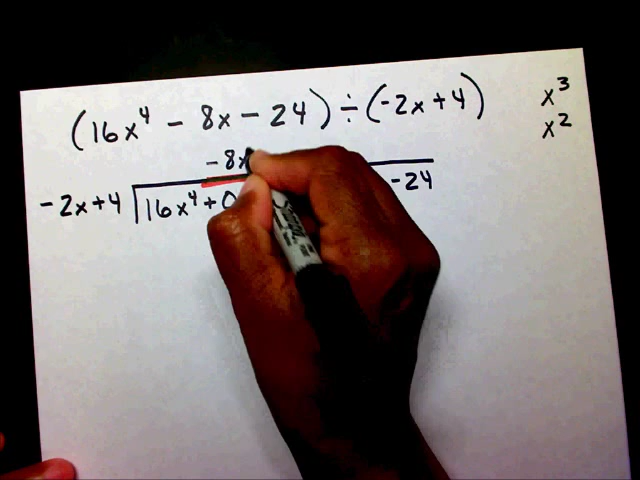 (16x⁴ - 8x - 24) ÷ (-2x + 4)
x³
x²
-8x
-2x + 4 16x⁴ + 0 -24